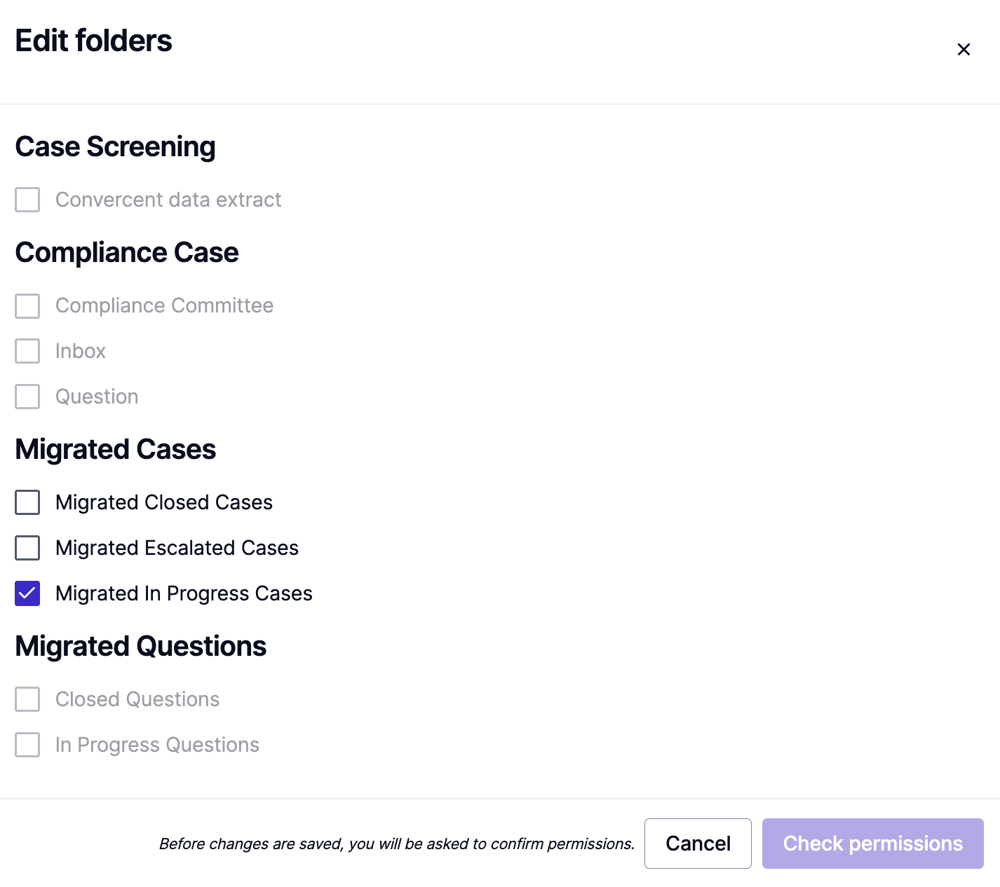 Edit folders
Case Screening
Convercent data extract
Compliance Case
Compliance Committee
Inbox
Question
Migrated Cases
Migrated Closed Cases
Migrated Escalated Cases
Migrated In Progress Cases
Migrated Questions
Closed Questions
In Progress Questions
Before changes are saved, you will be asked to confirm permissions.
Cancel
Check permissions